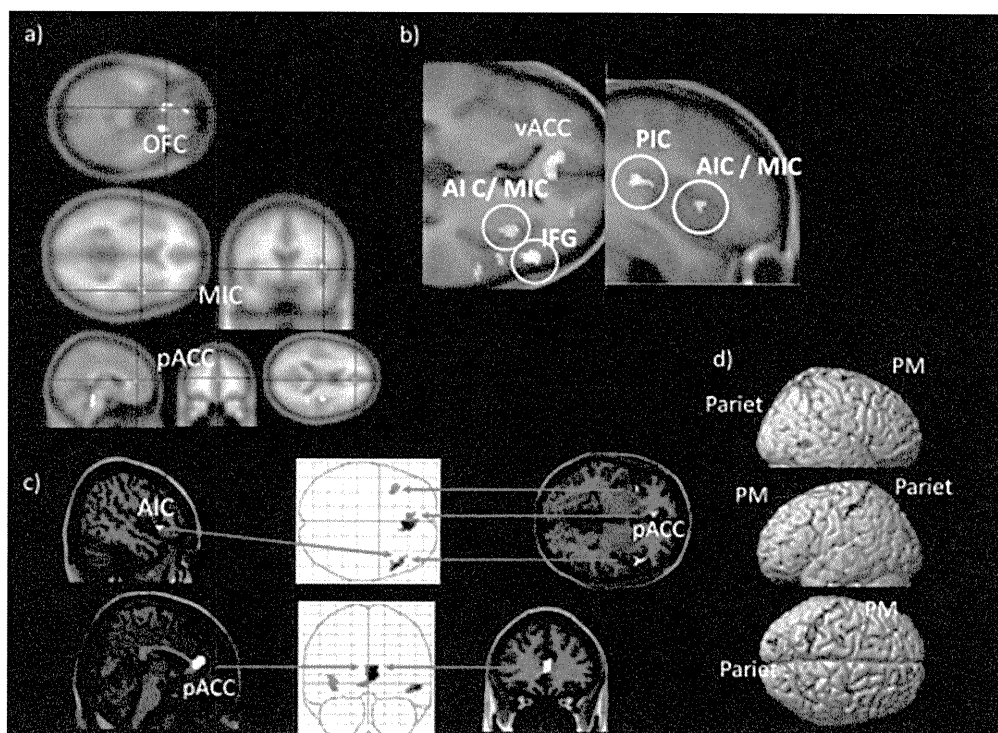 a)
OFC
MIC
pACC
b)
vACC
AI C/ MIC
IFG
PIC
AIC / MIC
c)
AIC
pACC
pACC
d)
PM
Pariet
PM
Pariet
PM
Pariet